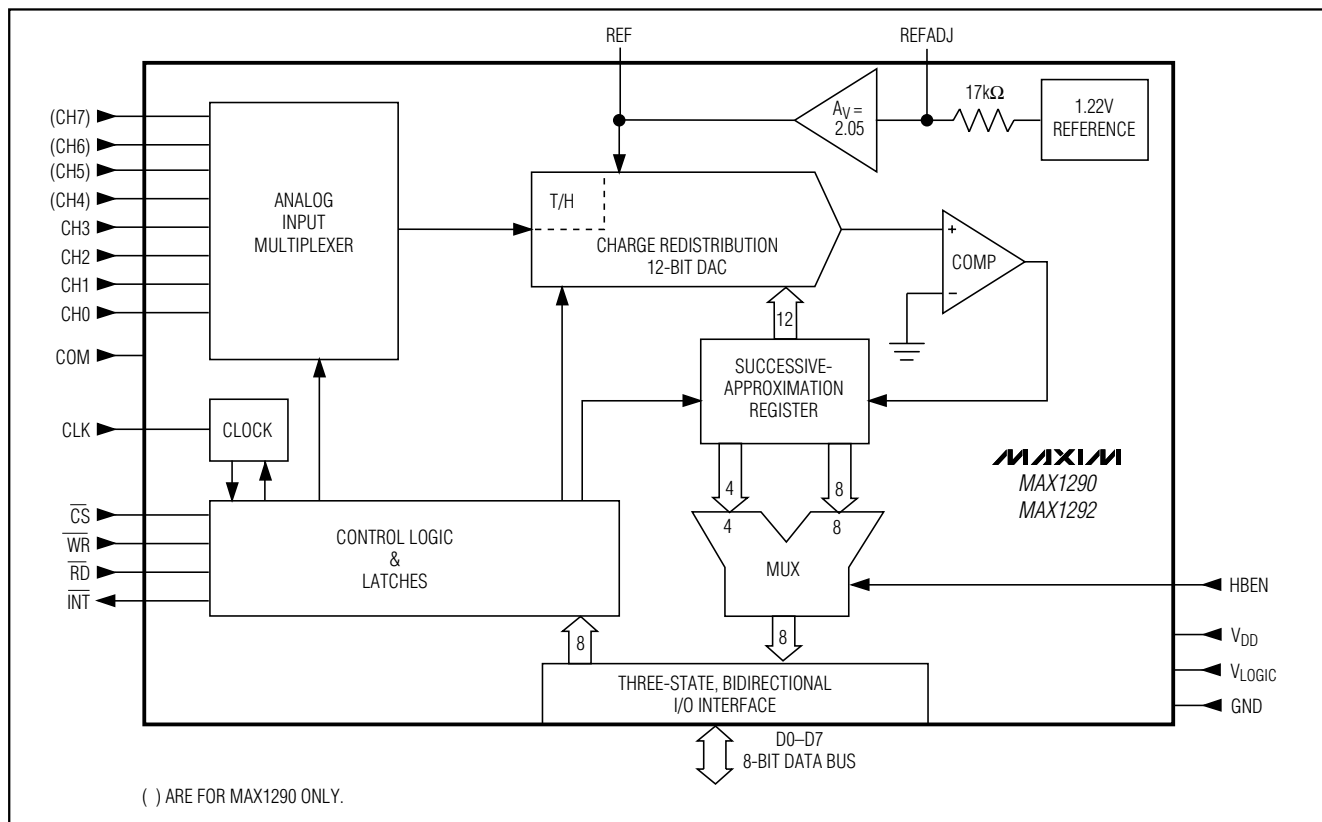 REF
REFADJ
(CH7)
(CH6)
(CH5)
(CH4)
CH3
CH2
CH1
CH0
COM
CLK
CS
WR
RD
INT
ANALOG
INPUT
MULTIPLEXER
AV =
2.05
17kΩ
1.22V
REFERENCE
T/H
CHARGE REDISTRIBUTION
12-BIT DAC
+
COMP
−
12
SUCCESSIVE-
APPROXIMATION
REGISTER
CLOCK
4
8
4
8
MUX
CONTROL LOGIC
&
LATCHES
8
8
MAXIM
MAX1290
MAX1292
HBEN
VDD
VLOGIC
GND
THREE-STATE, BIDIRECTIONAL
I/O INTERFACE
D0–D7
8-BIT DATA BUS
( ) ARE FOR MAX1290 ONLY.